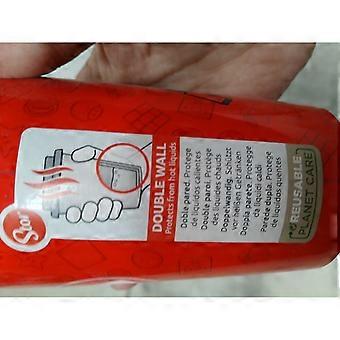 Stor
DOUBLE WALL
Protects from hot liquids
Doble pared. Protege
de líquidos calientes
Double paroi. Protège
des liquides chauds
Doppelwandig. Schützt
vor heißen Getränken
Doppia parete. Protegge
da liquidi caldi
Parede dupla. Protege
de líquidos quentes
REUSABLE
PLANET CARE